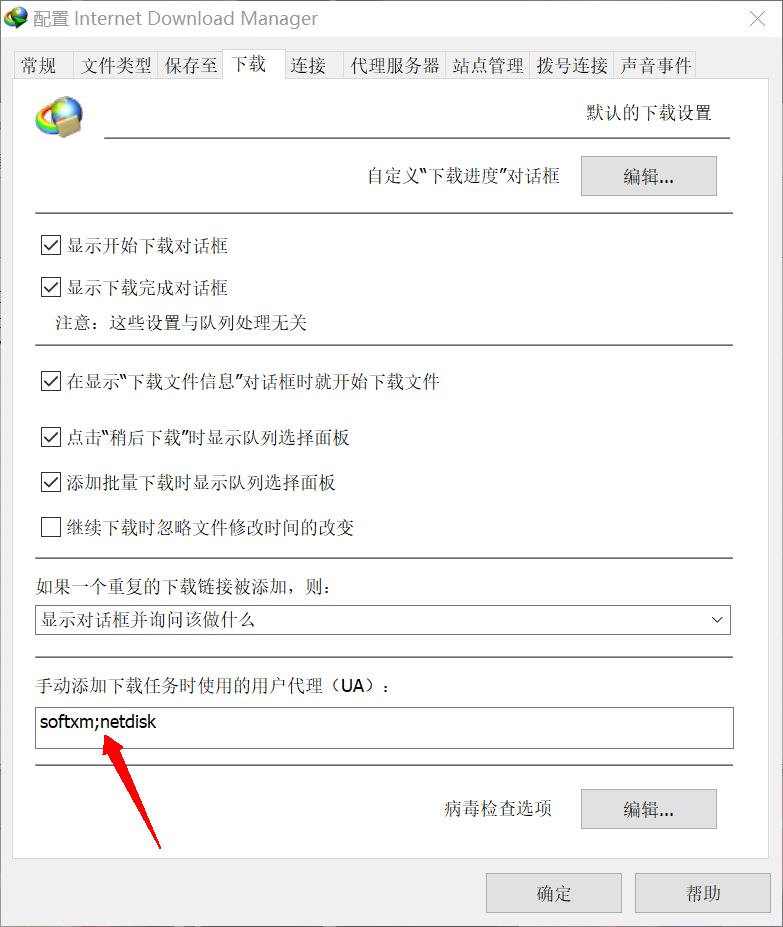 配置 Internet Download Manager
常规 文件类型 保存至 下载 连接 代理服务器 站点管理 拨号连接 声音事件
默认的下载设置
自定义“下载进度”对话框 编辑...
显示开始下载对话框
显示下载完成对话框
注意：这些设置与队列处理无关
在显示“下载文件信息”对话框时就开始下载文件
点击“稍后下载”时显示队列选择面板
添加批量下载时显示队列选择面板
继续下载时忽略文件修改时间的改变
如果一个重复的下载链接被添加，则：
显示对话框并询问该做什么
手动添加下载任务时使用的用户代理（UA）：
softxm;netdisk
病毒检查选项 编辑...
确定 帮助